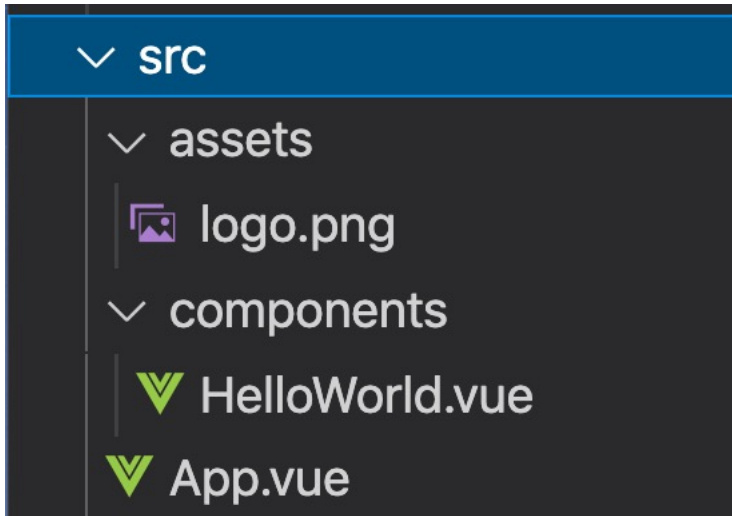 src
assets
logo.png
components
HelloWorld.vue
App.vue